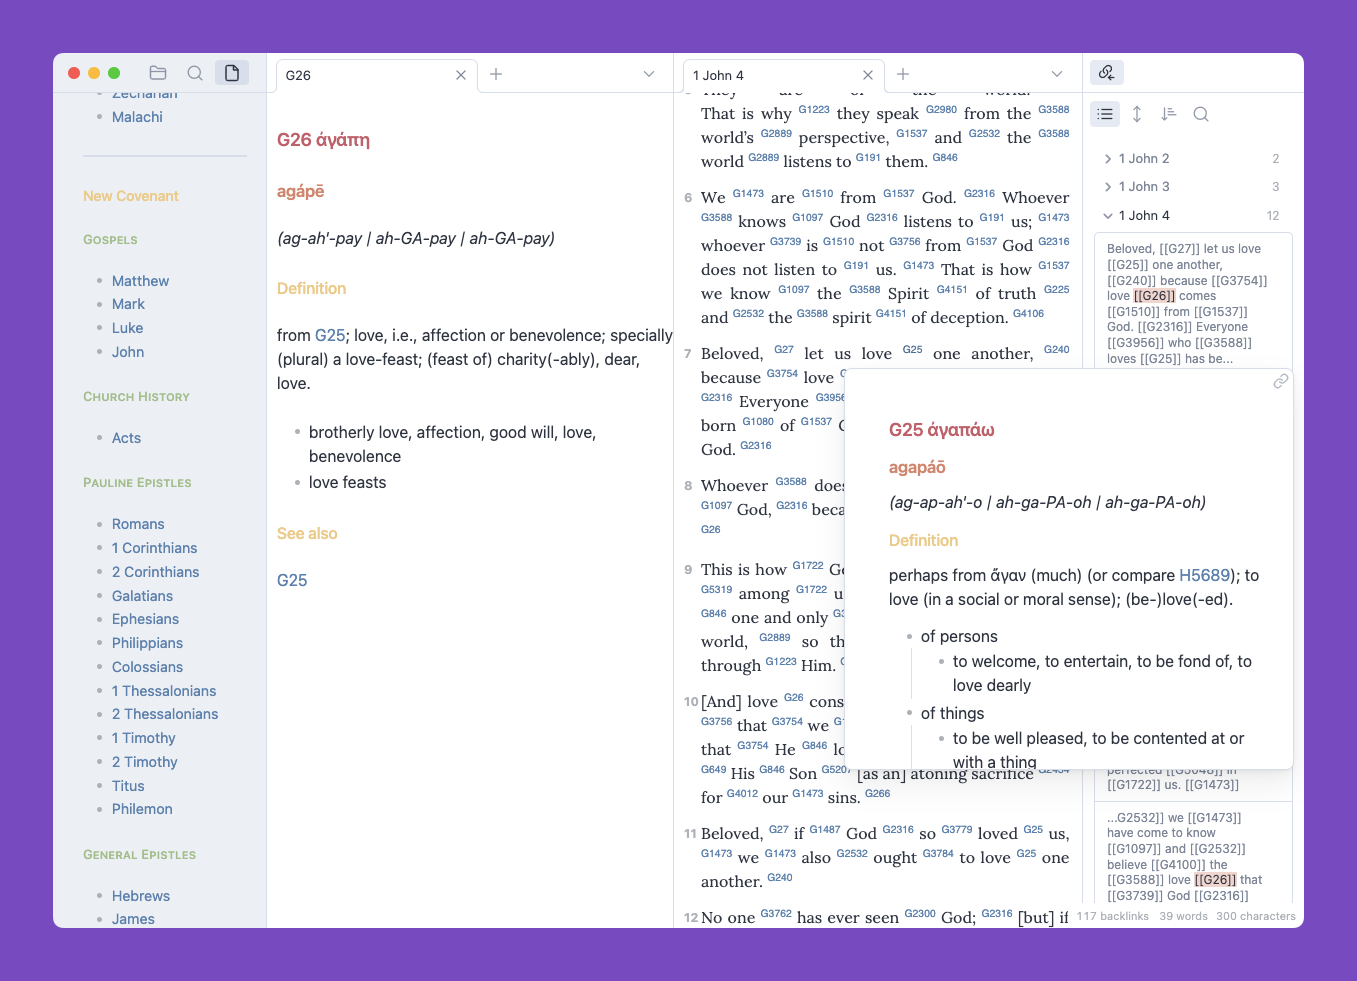 Zechariah
Malachi
New Covenant
GOSPELS
Matthew
Mark
Luke
John
CHURCH HISTORY
Acts
PAULINE EPISTLES
Romans
1 Corinthians
2 Corinthians
Galatians
Ephesians
Philippians
Colossians
1 Thessalonians
2 Thessalonians
1 Timothy
2 Timothy
Titus
Philemon
GENERAL EPISTLES
Hebrews
James
G26
G26 ἀγάπη
agápē
(ag-ah'-pay | ah-GA-pay | ah-GA-pay)
Definition
from G25; love, i.e., affection or benevolence; specially
(plural) a love-feast; (feast of) charity(-ably), dear,
love.
brotherly love, affection, good will, love,
benevolence
love feasts
See also
G25
1 John 4
They are of the world.
That is why G1223 they speak G2980 from the G3588
world's G2889 perspective, G1537 and G2532 the G3588
world G2889 listens to G191 them. G846
6 We G1473 are G1510 from G1537 God. G2316 Whoever
G3588 knows G1097 God G2316 listens to G191 us; G1473
whoever G3739 is G1510 not G3756 from G1537 God G2316
does not listen to G191 us. G1473 That is how G1537
we know G1097 the G3588 Spirit G4151 of truth G225
and G2532 the G3588 spirit G4151 of deception. G4106
7 Beloved, G27 let us love G25 one another, G240
because G3754 love
G2316 Everyone G3956
born G1080 of G1537
God. G2316
8 Whoever G3588 does
G1097 God, G2316
G26
9 This is how G1722
G5319 among G1722
G846 one and only
world, G2889 so
through G1223 Him.
10 [And] love G26
G3756 that G3754 we
that G3754 He G846
G649 His G846 Son G5207 [as an] atoning sacrifice G2434
for G4012 our G1473 sins. G266
11 Beloved, G27 if G1487 God G2316 so G3779 loved G25 us,
G1473 we G1473 also G2532 ought G3784 to love G25 one
another. G240
12 No one G3762 has ever seen G2300 God; G2316 [but] if
1 John 2 2
1 John 3 3
1 John 4 12
Beloved, [[G27]] let us love
[[G25]] one another,
[[G240]] because [[G3754]]
love [[G26]] comes
[[G1510]] from [[G1537]]
God. [[G2316]] Everyone
[[G3956]] who [[G3588]]
loves [[G25]] has be...
G25 ἀγαπάω
agapáō
(ag-ap-ah'-o | ah-ga-PA-oh | ah-ga-PA-oh)
Definition
perhaps from ἄγαν (much) (or compare H5689); to
love (in a social or moral sense); (be-)love(-ed).
of persons
to welcome, to entertain, to be fond of, to
love dearly
of things
to be well pleased, to be contented at or
with a thing
perfected [[G5048]] in
[[G1722]] us. [[G1473]]
...G2532]] we [[G1473]]
have come to know
[[G1097]] and [[G2532]]
believe [[G4100]] the
[[G3588]] love [[G26]] that
[[G3739]] God [[G2316]]
117 backlinks 39 words 300 characters